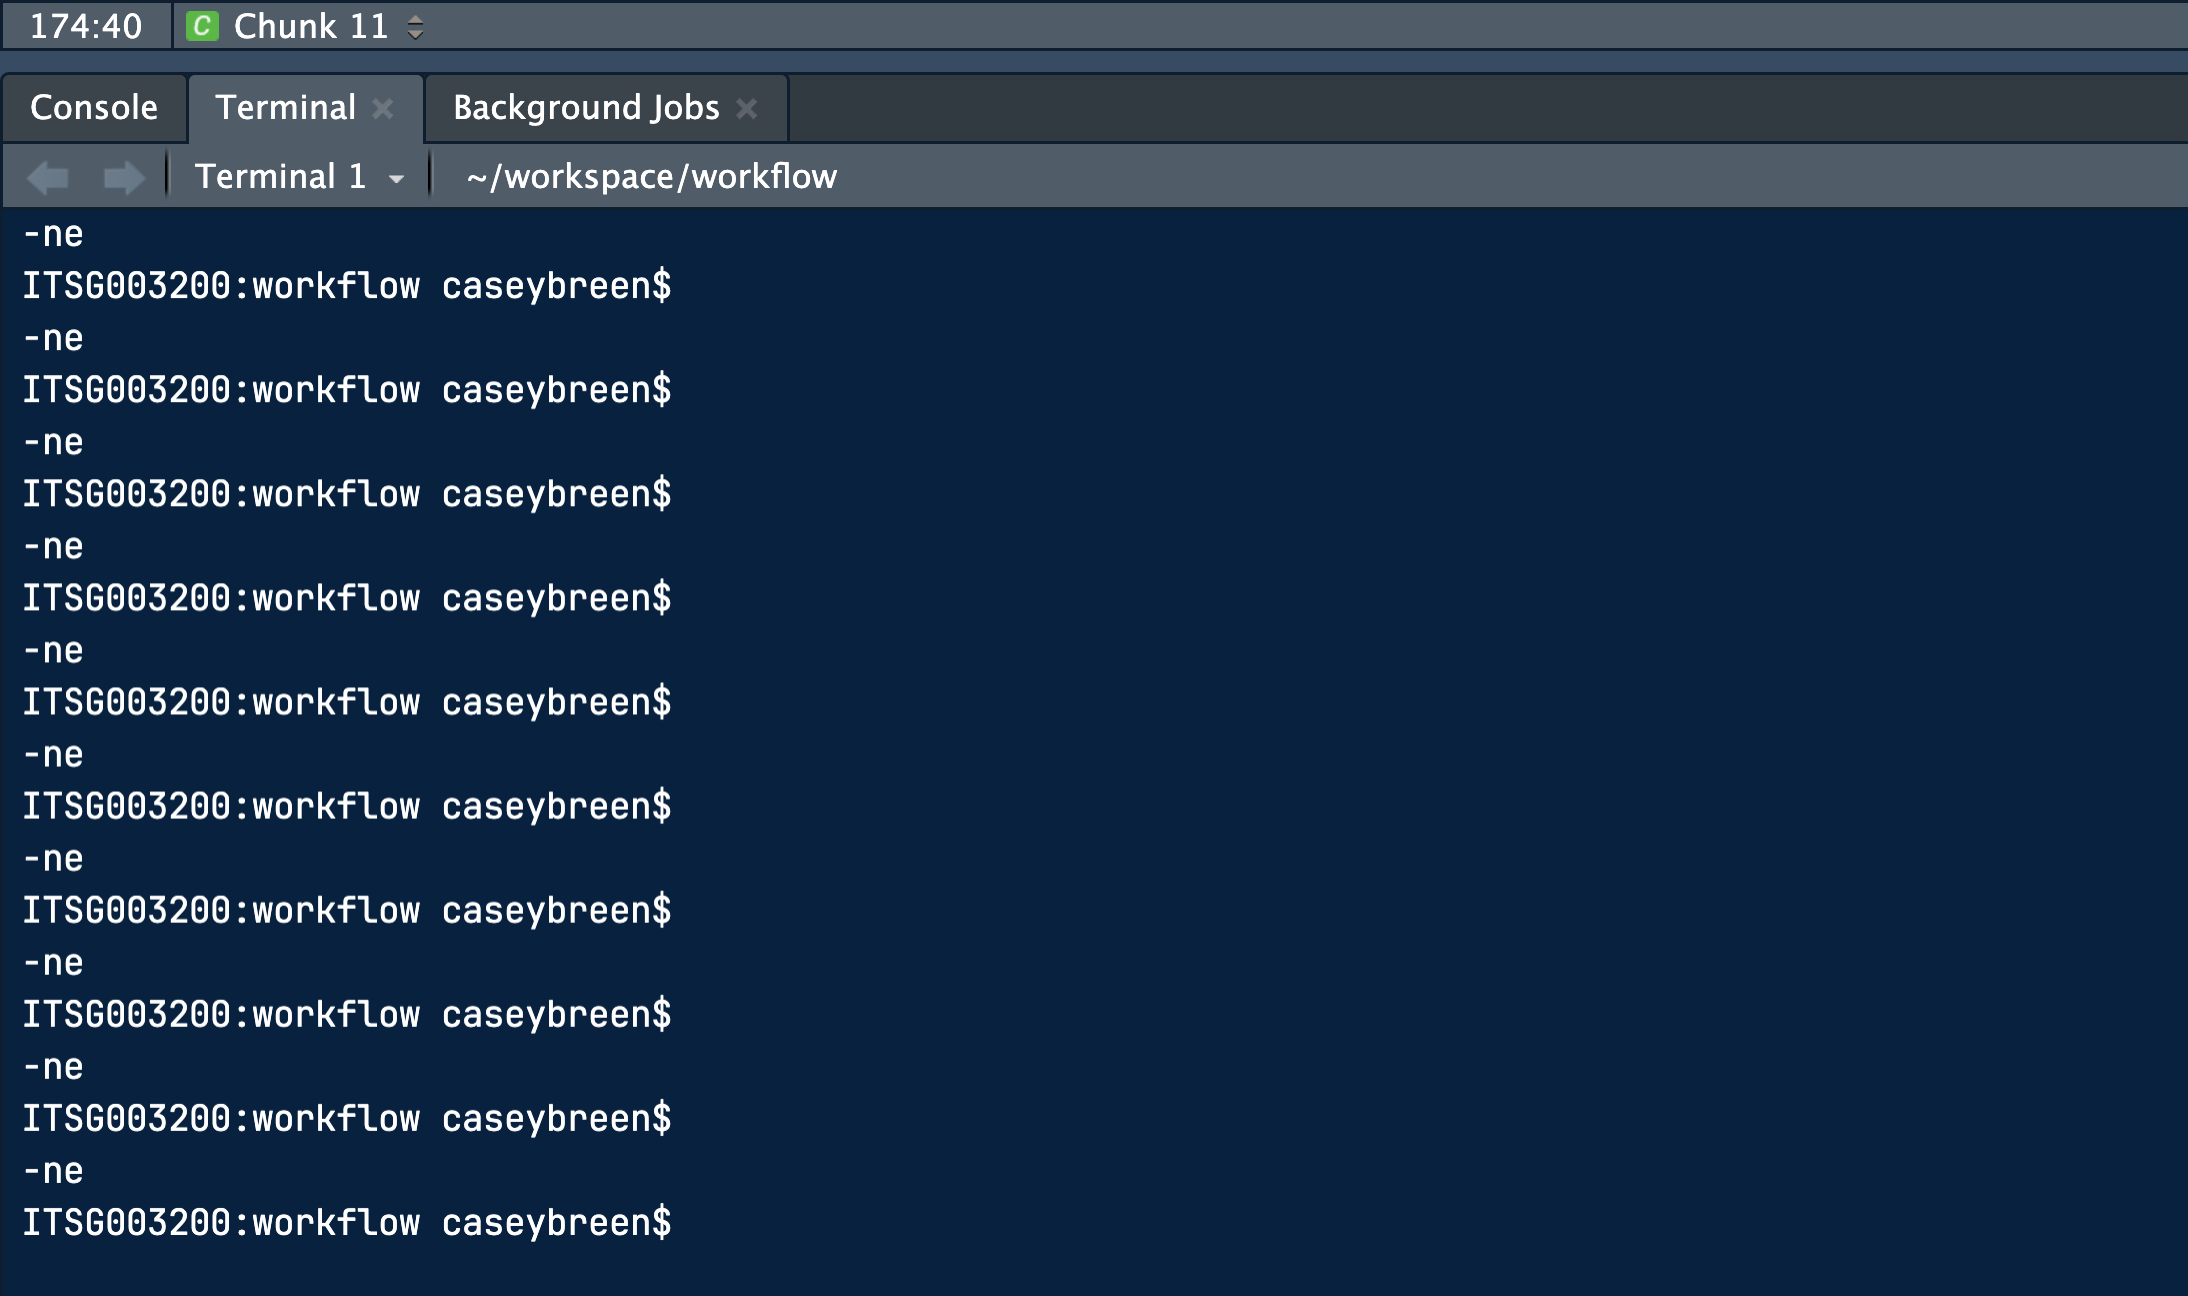 174:40 C Chunk 11
Console Terminal Background Jobs
Terminal 1 ~/workspace/workflow
-ne
ITSG003200:workflow caseybreen$
-ne
ITSG003200:workflow caseybreen$
-ne
ITSG003200:workflow caseybreen$
-ne
ITSG003200:workflow caseybreen$
-ne
ITSG003200:workflow caseybreen$
-ne
ITSG003200:workflow caseybreen$
-ne
ITSG003200:workflow caseybreen$
-ne
ITSG003200:workflow caseybreen$
-ne
ITSG003200:workflow caseybreen$
-ne
ITSG003200:workflow caseybreen$